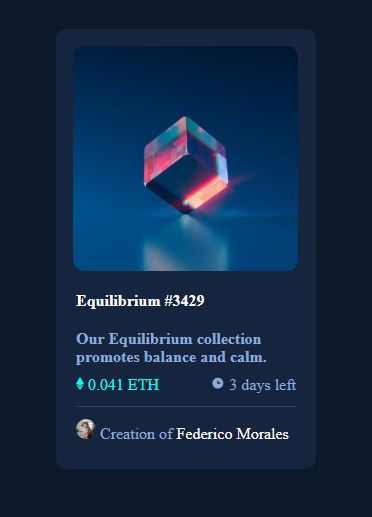 Equilibrium #3429
Our Equilibrium collection
promotes balance and calm.
0.041 ETH 3 days left
Creation of Federico Morales